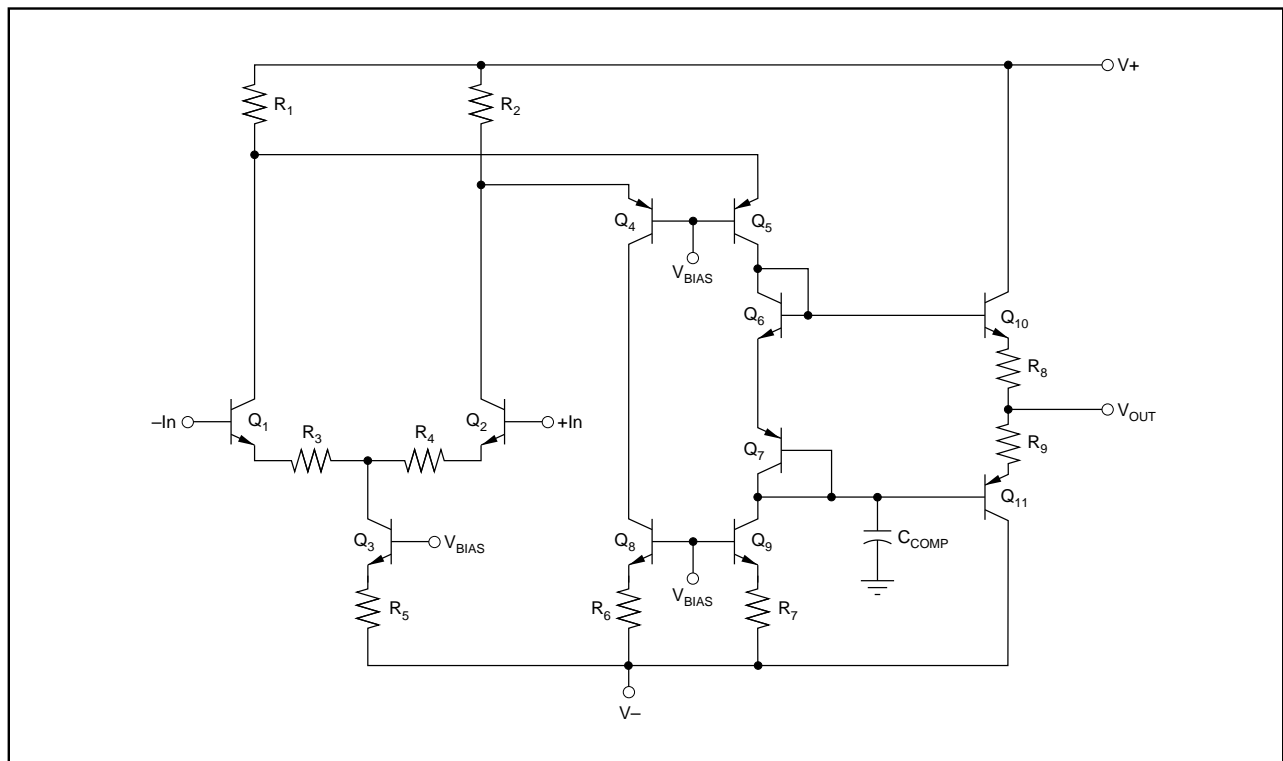 V+
R1
R2
Q4
Q5
VBIAS
Q6
Q10
R8
–In
Q1
R3
R4
Q2
+In
VOUT
Q7
R9
Q11
Q3
VBIAS
Q8
Q9
CCOMP
VBIAS
R5
R6
R7
V–